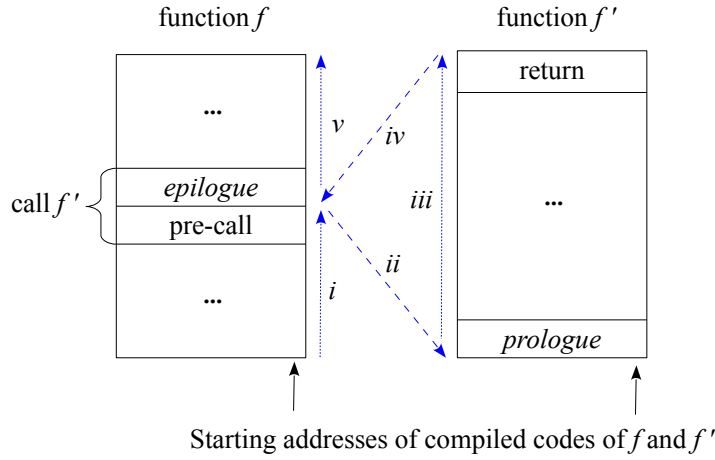 function f
function f '
...
return
v
iv
epilogue
call f '
iii
...
pre-call
ii
...
i
prologue
Starting addresses of compiled codes of f and f '